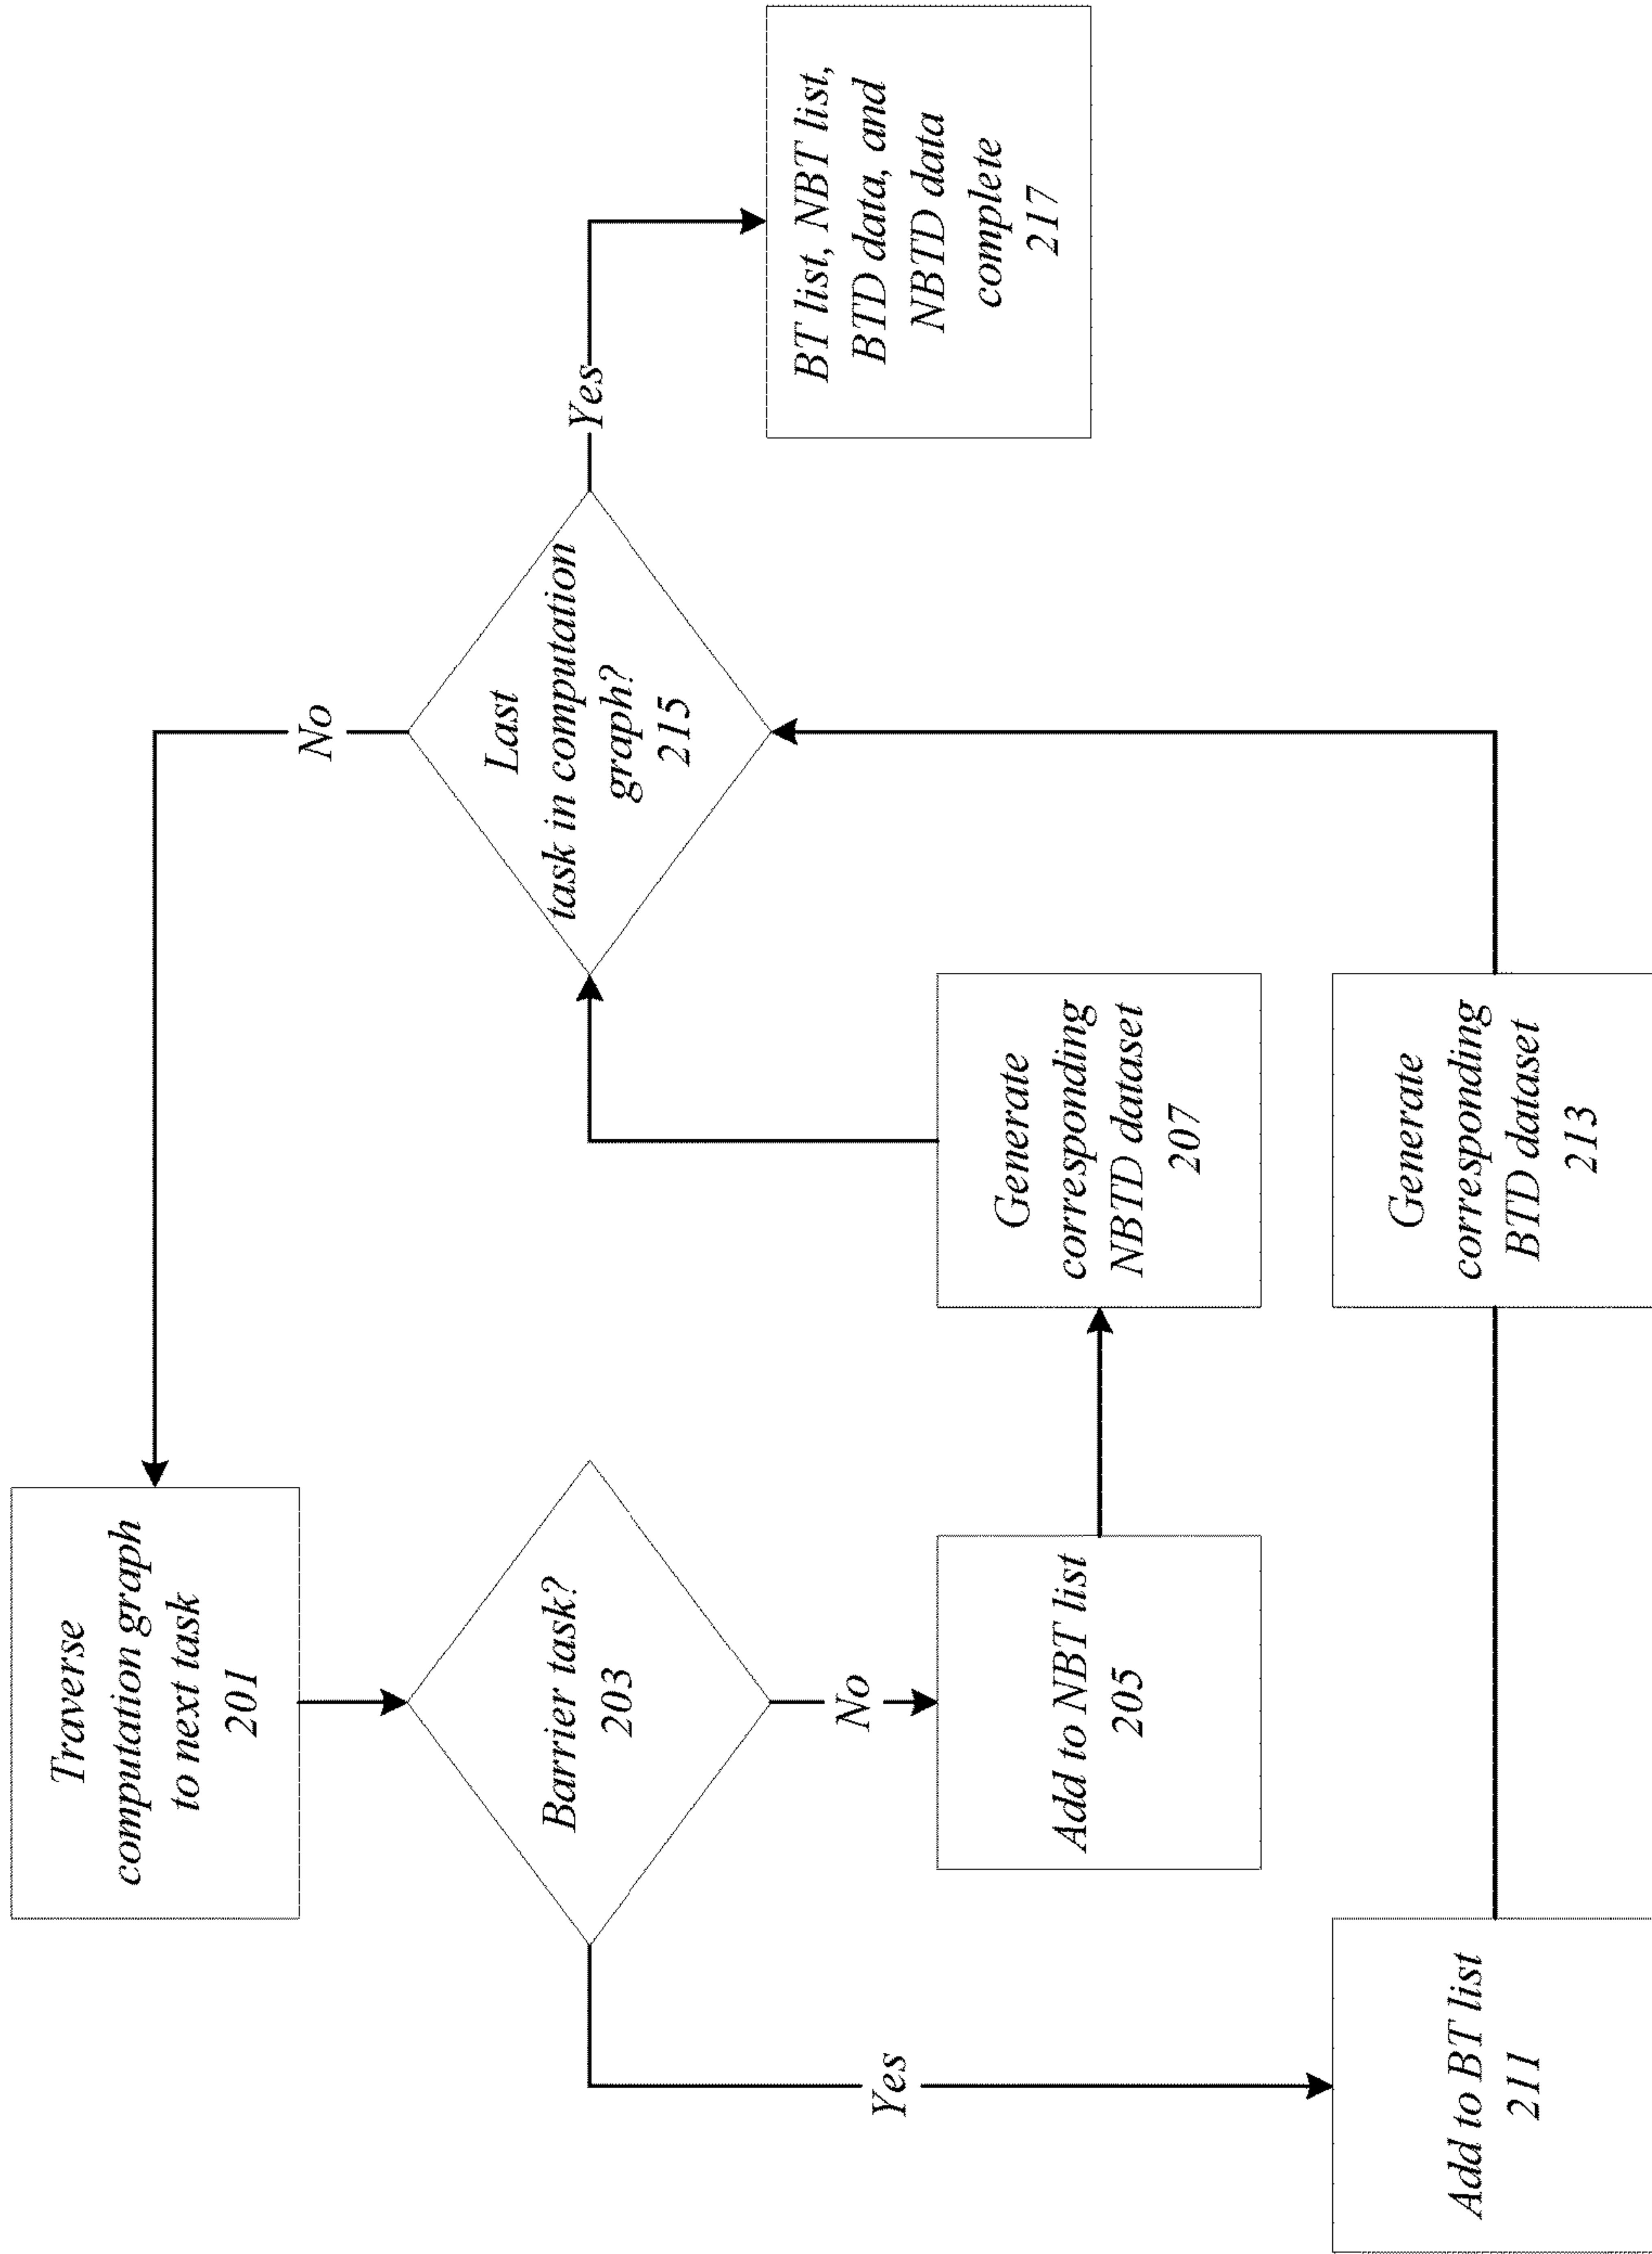 Traverse
computation graph
to next task
201
Barrier task?
203
Yes
No
Add to NBT list
205
Generate
corresponding
NBTD dataset
207
Add to BT list
211
Generate
corresponding
BTD dataset
213
Last
task in computation
graph?
215
No
Yes
BT list, NBT list,
BTD data, and
NBTD data
complete
217